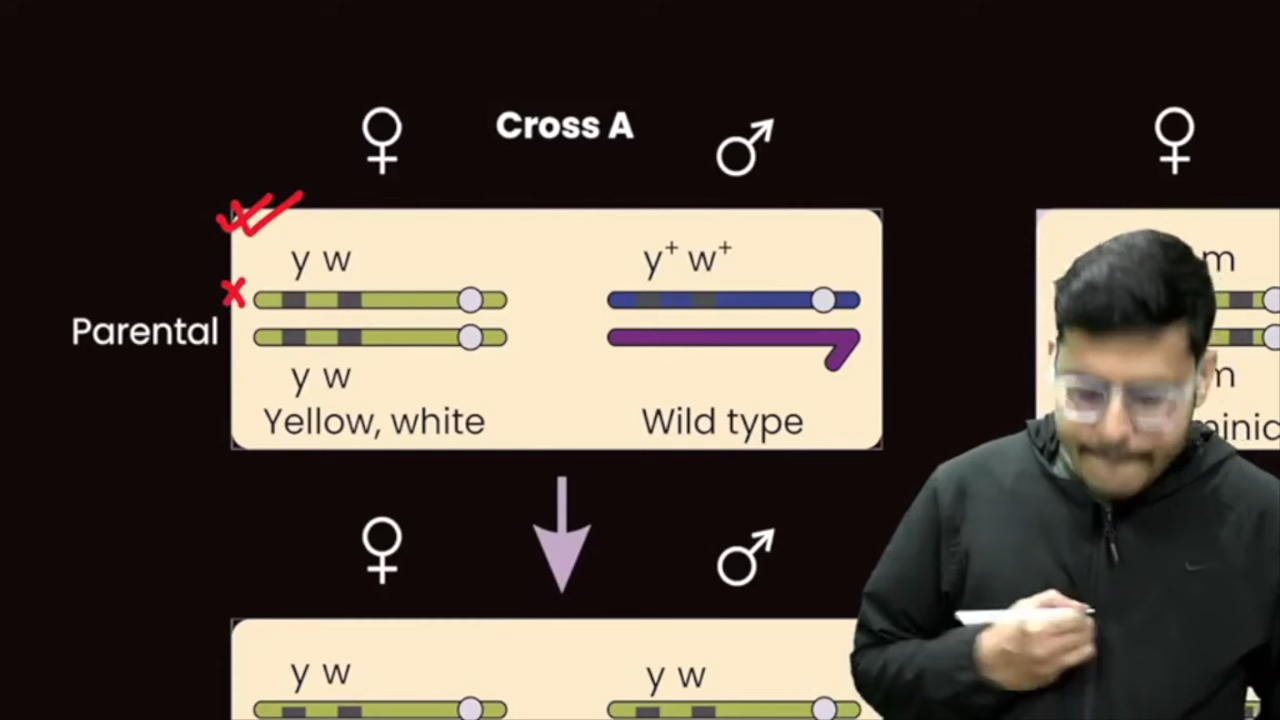 Cross A
y w
y⁺ w⁺
m
Parental
y w
m
Yellow, white
Wild type
y w
y w